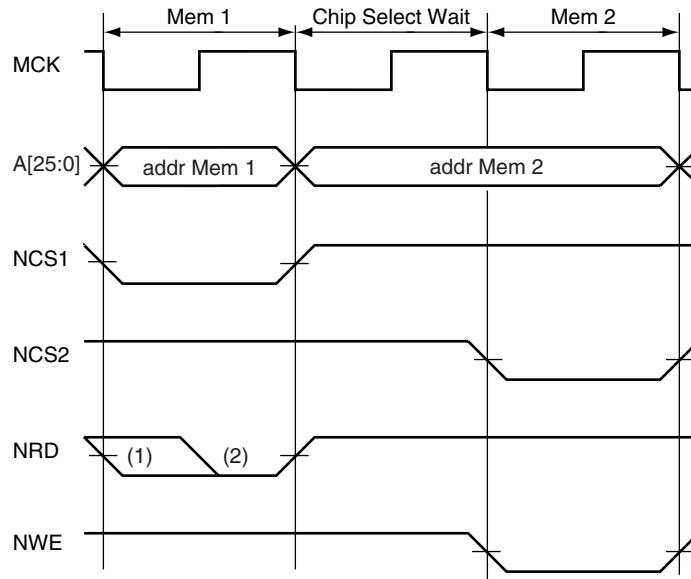 Mem 1 Chip Select Wait Mem 2
MCK
A[25:0] addr Mem 1 addr Mem 2
NCS1
NCS2
NRD (1) (2)
NWE